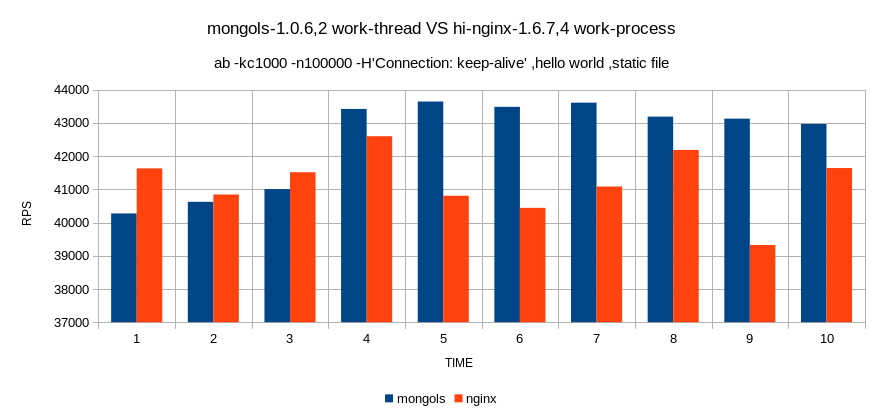 mongols-1.0.6,2 work-thread VS hi-nginx-1.6.7,4 work-process
ab -kc1000 -n100000 -H'Connection: keep-alive' ,hello world ,static file
44000
43000
42000
41000
40000
39000
38000
37000
RPS
1 2 3 4 5 6 7 8 9 10
TIME
mongols nginx